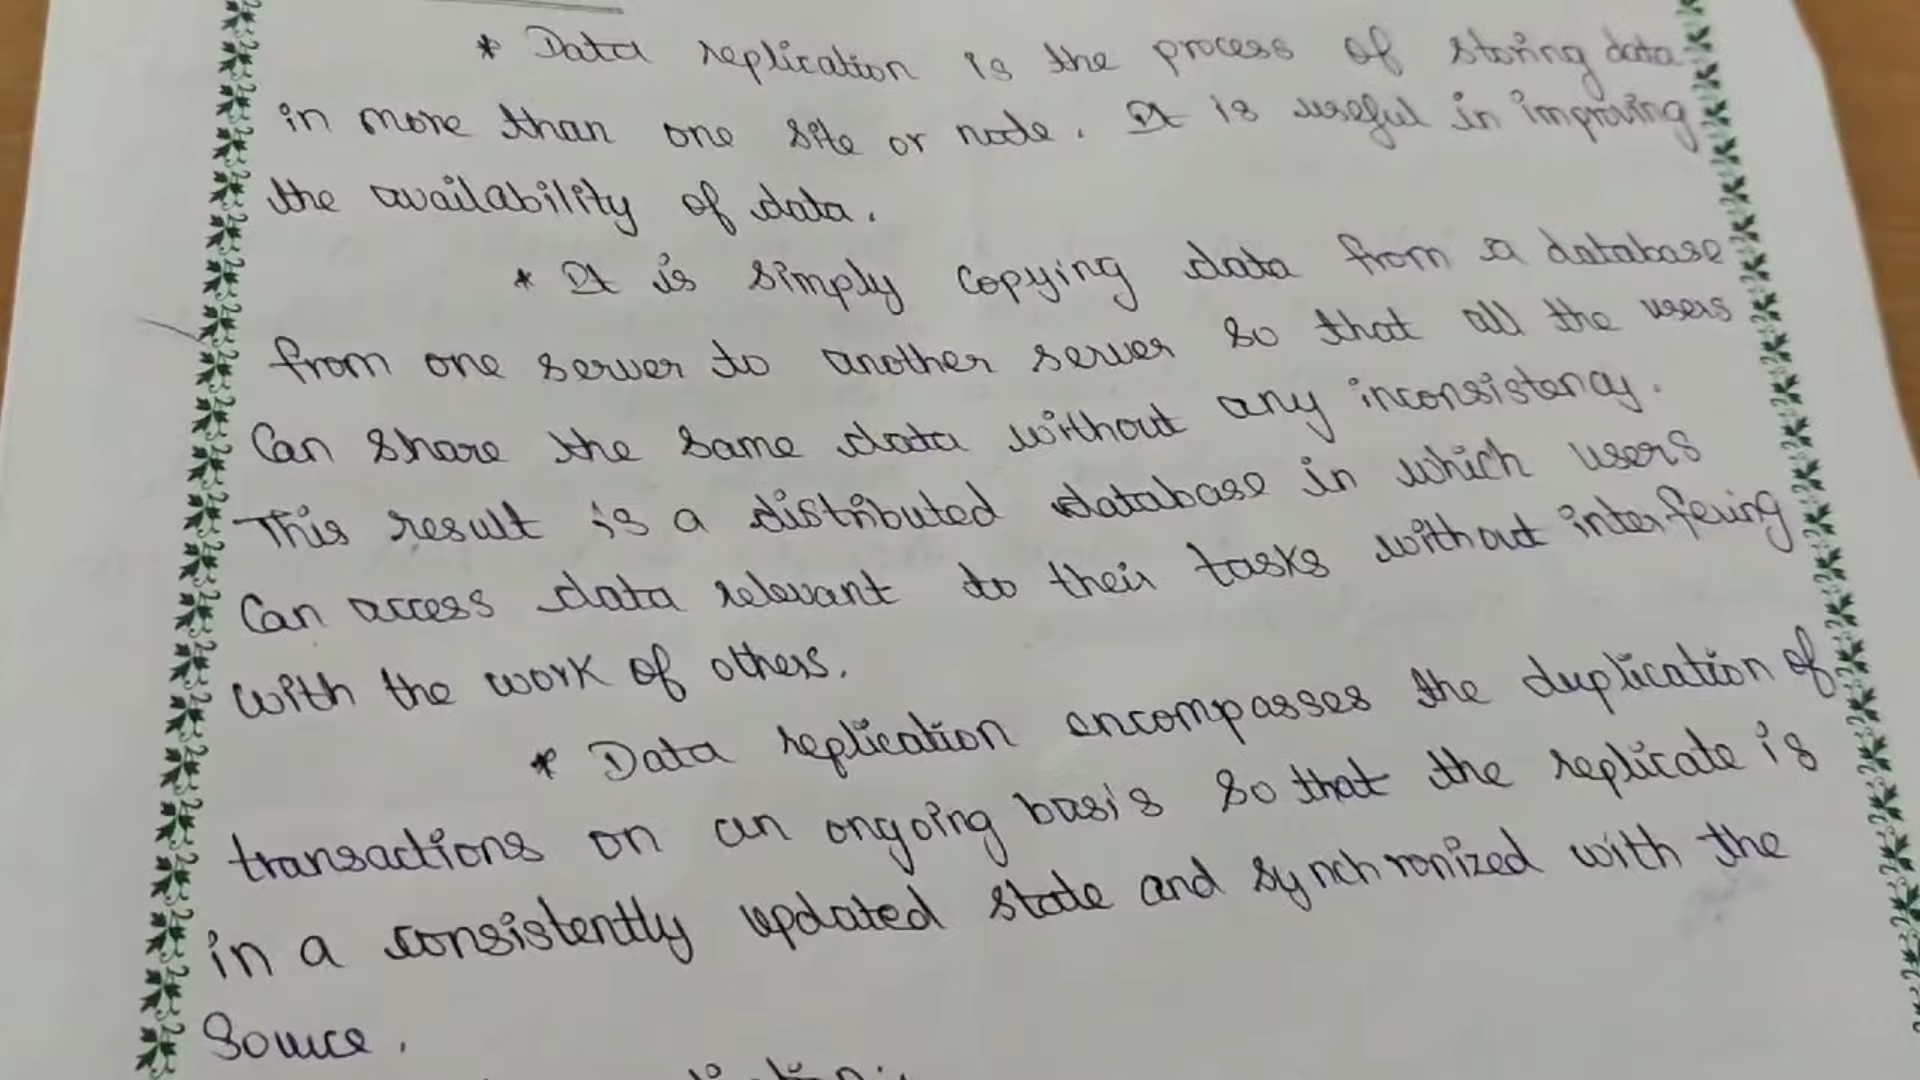 * Data replication is the process of storing data
in more than one site or node. It is useful in improving
the availability of data.
* It is simply copying data from a database
from one server to another server so that all the users
Can share the same data without any inconsistency.
This result is a distributed database in which users
Can access data relevant to their tasks without interfering
with the work of others.
* Data replication encompasses the duplication of
transactions on an ongoing basis so that the replicate is
in a consistently updated state and synchronized with the
Source.